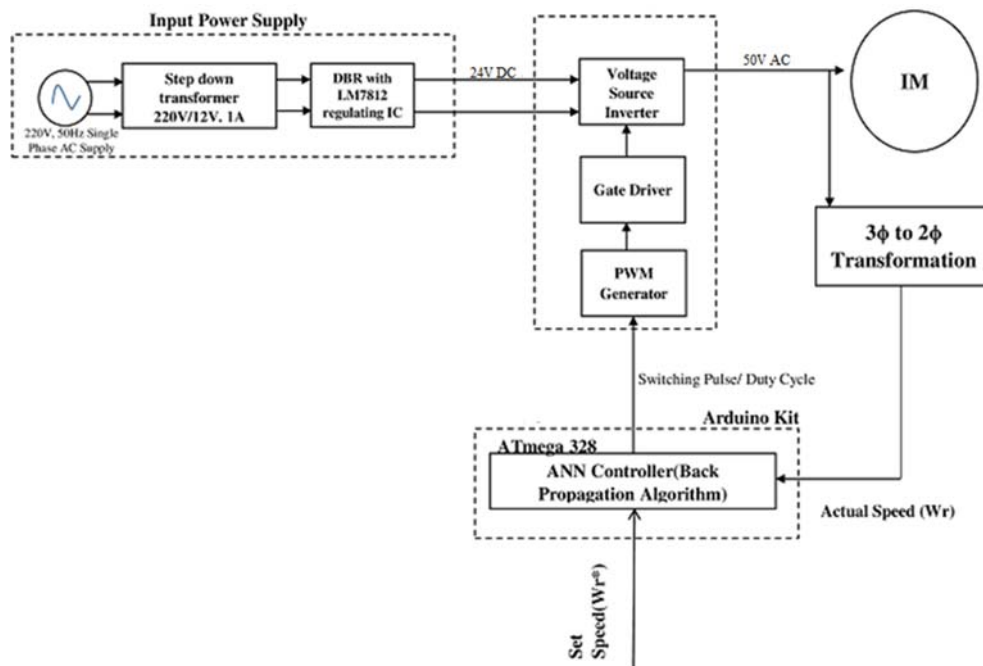 Input Power Supply
Step down
transformer
220V/12V. 1A
DBR with
LM7812
regulating IC
220V, 50Hz Single
Phase AC Supply
24V DC
Voltage
Source
Inverter
50V AC
IM
Gate Driver
3ϕ to 2ϕ
Transformation
PWM
Generator
Switching Pulse/ Duty Cycle
Arduino Kit
ATmega 328
ANN Controller(Back
Propagation Algorithm)
Actual Speed (Wr)
Set
Speed(Wr*)